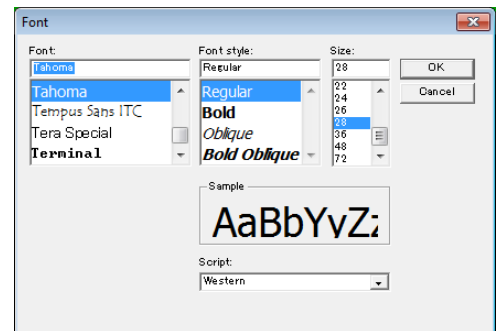 Font
Font: Font style: Size:
Tahoma Regular 28 OK
Tahoma Regular 22 Cancel
Tempus Sans ITC Bold 24
Tera Special Oblique 26
Terminal Bold Oblique 28
36
48
72
Sample
AaBbYyZz
Script:
Western